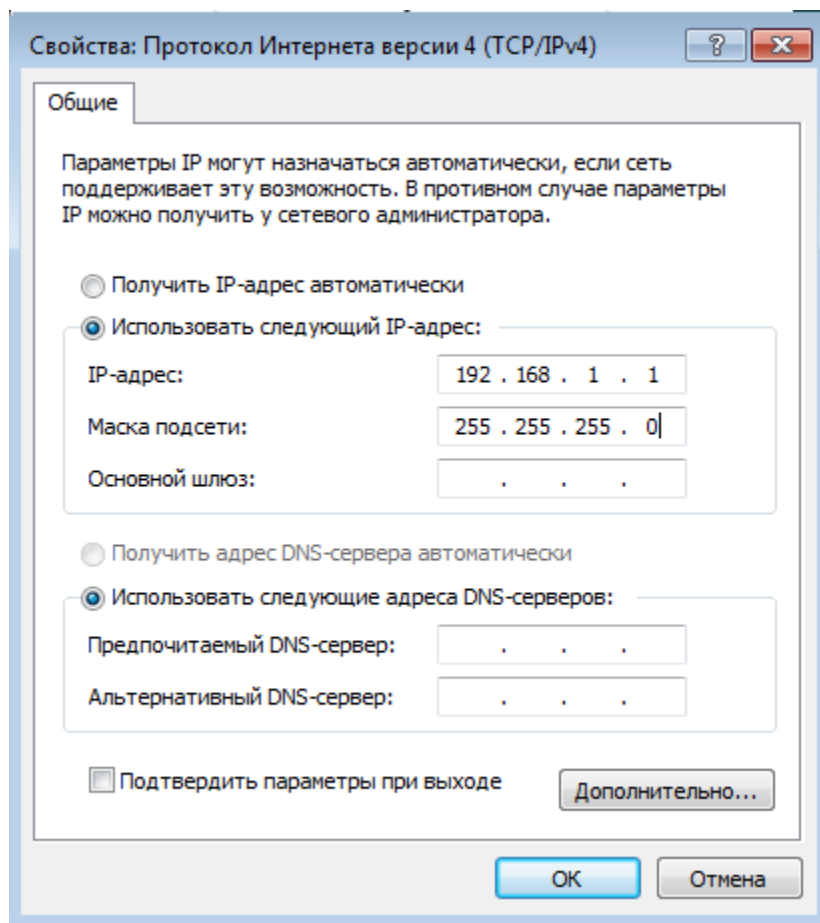 Свойства: Протокол Интернета версии 4 (TCP/IPv4)
Общие
Параметры IP могут назначаться автоматически, если сеть
поддерживает эту возможность. В противном случае параметры
IP можно получить у сетевого администратора.
Получить IP-адрес автоматически
Использовать следующий IP-адрес:
IP-адрес: 192 . 168 . 1 . 1
Маска подсети: 255 . 255 . 255 . 0
Основной шлюз: . . .
Получить адрес DNS-сервера автоматически
Использовать следующие адреса DNS-серверов:
Предпочитаемый DNS-сервер: . . .
Альтернативный DNS-сервер: . . .
Подтвердить параметры при выходе
Дополнительно...
ОК Отмена